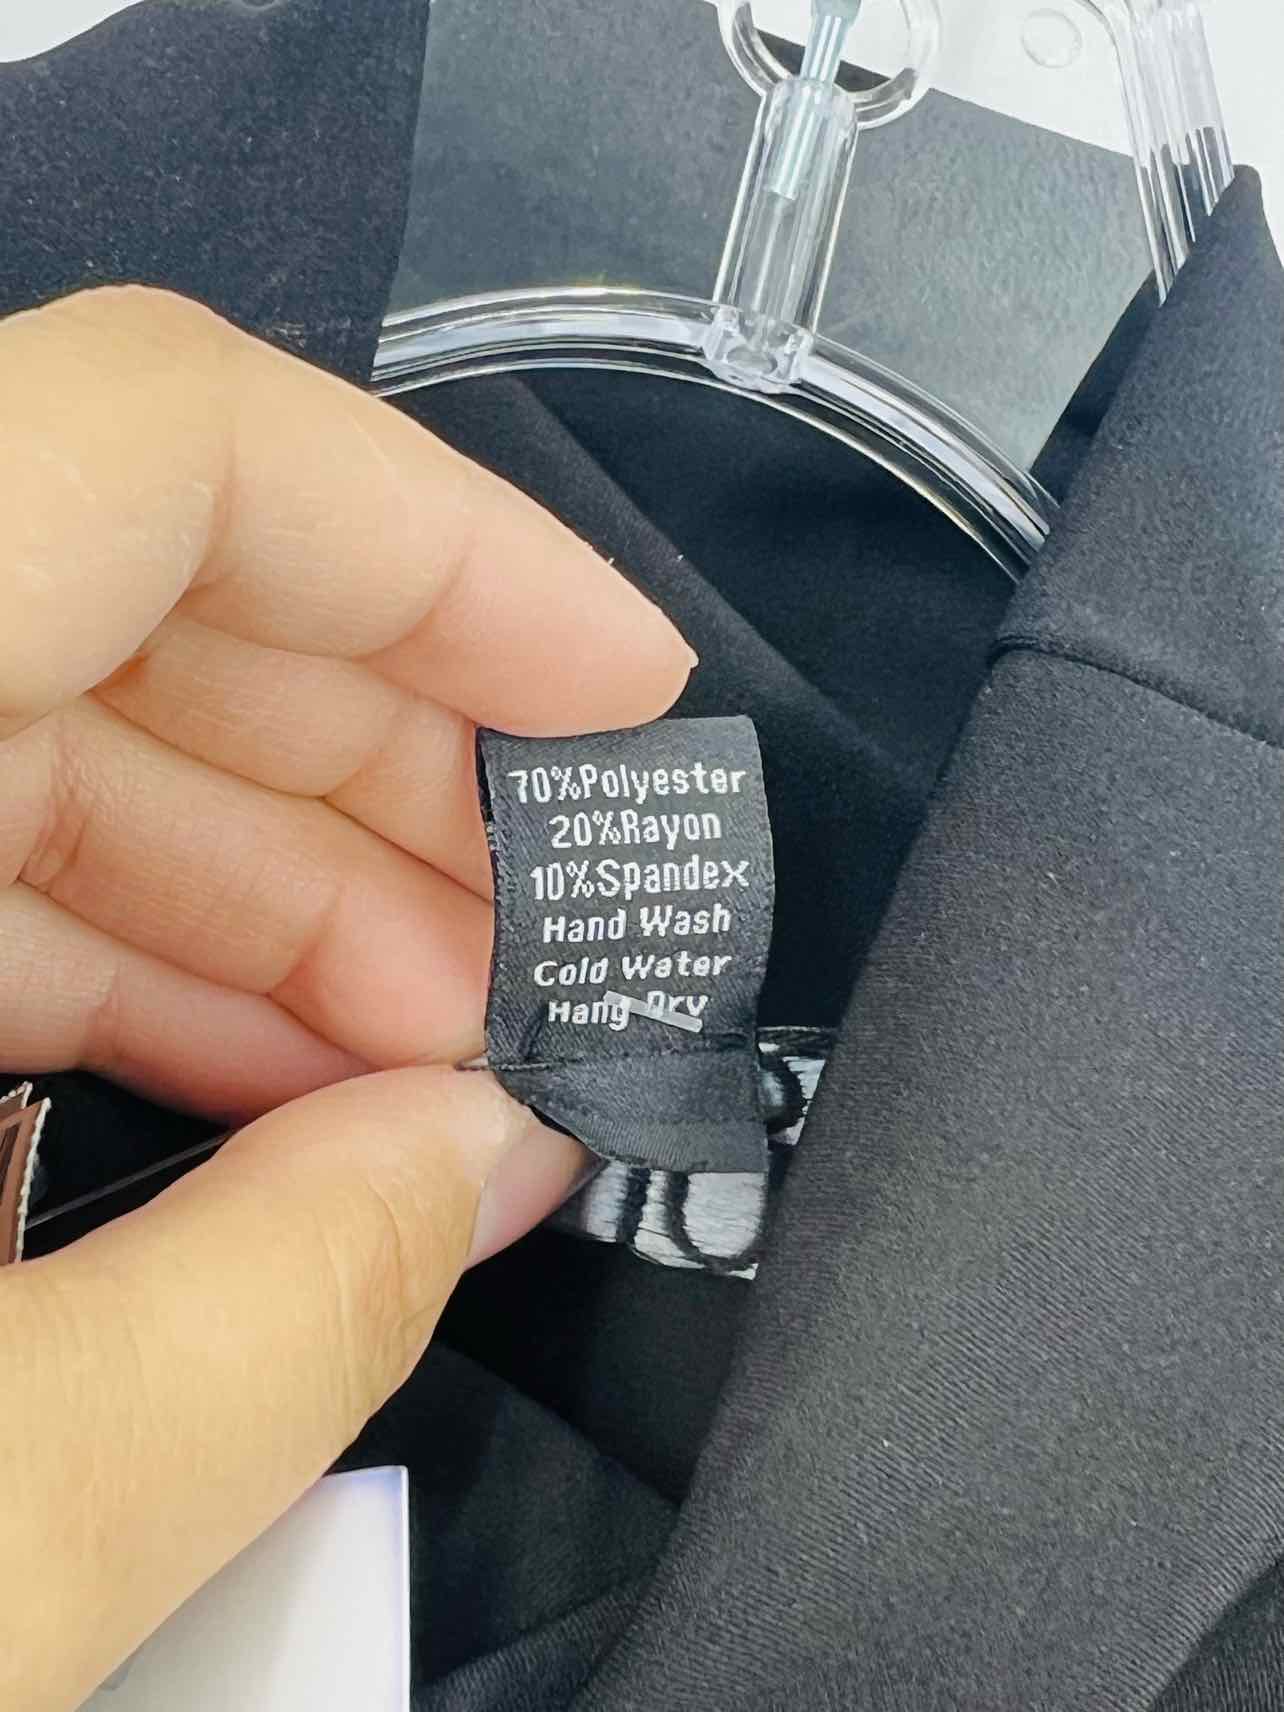 70%Polyester
20%Rayon
10%Spandex
Hand Wash
Cold Water
Hang Dry